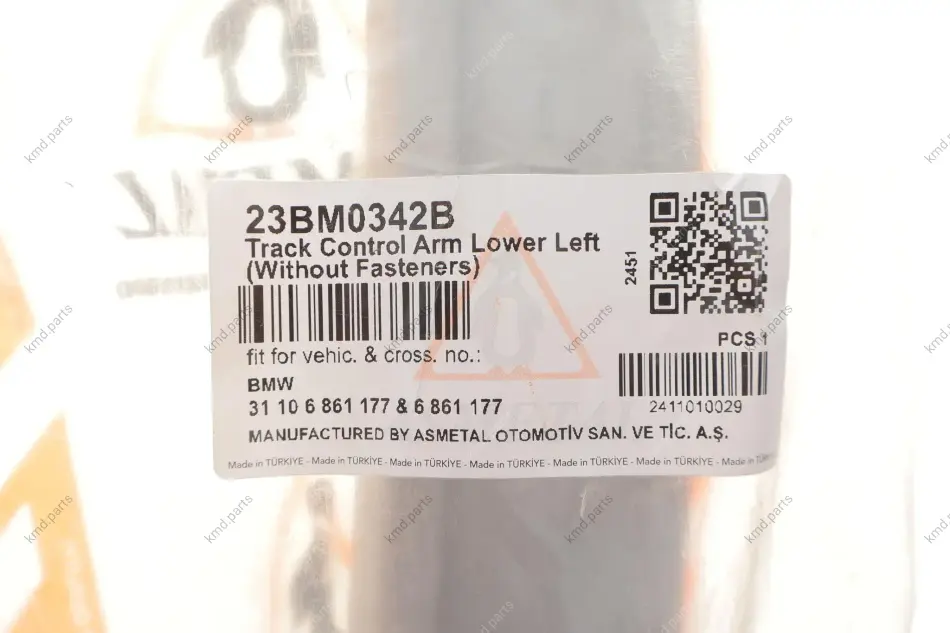 23BM0342B
Track Control Arm Lower Left
(Without Fasteners)
2451
PCS 1
fit for vehic. & cross. no.:
BMW
31 10 6 861 177 & 6 861 177
2411010029
MANUFACTURED BY ASMETAL OTOMOTİV SAN. VE TİC. A.Ş.
Made in TÜRKİYE - Made in TÜRKİYE - Made in TÜRKİYE - Made in TÜRKİYE - Made in TÜRKİYE - Made in TÜRKİYE - Made in
kmd.parts